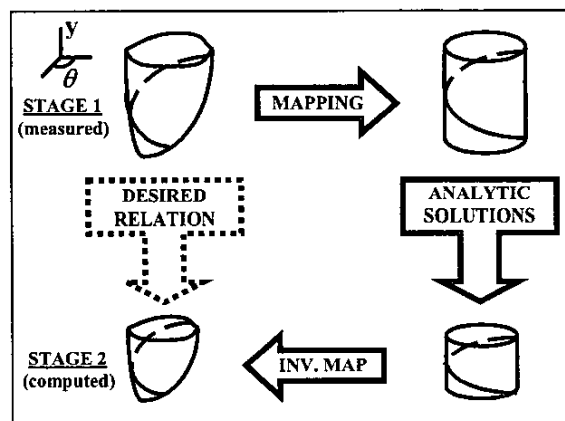 y
θ
STAGE 1
(measured)
MAPPING
DESIRED
RELATION
ANALYTIC
SOLUTIONS
STAGE 2
(computed)
INV. MAP